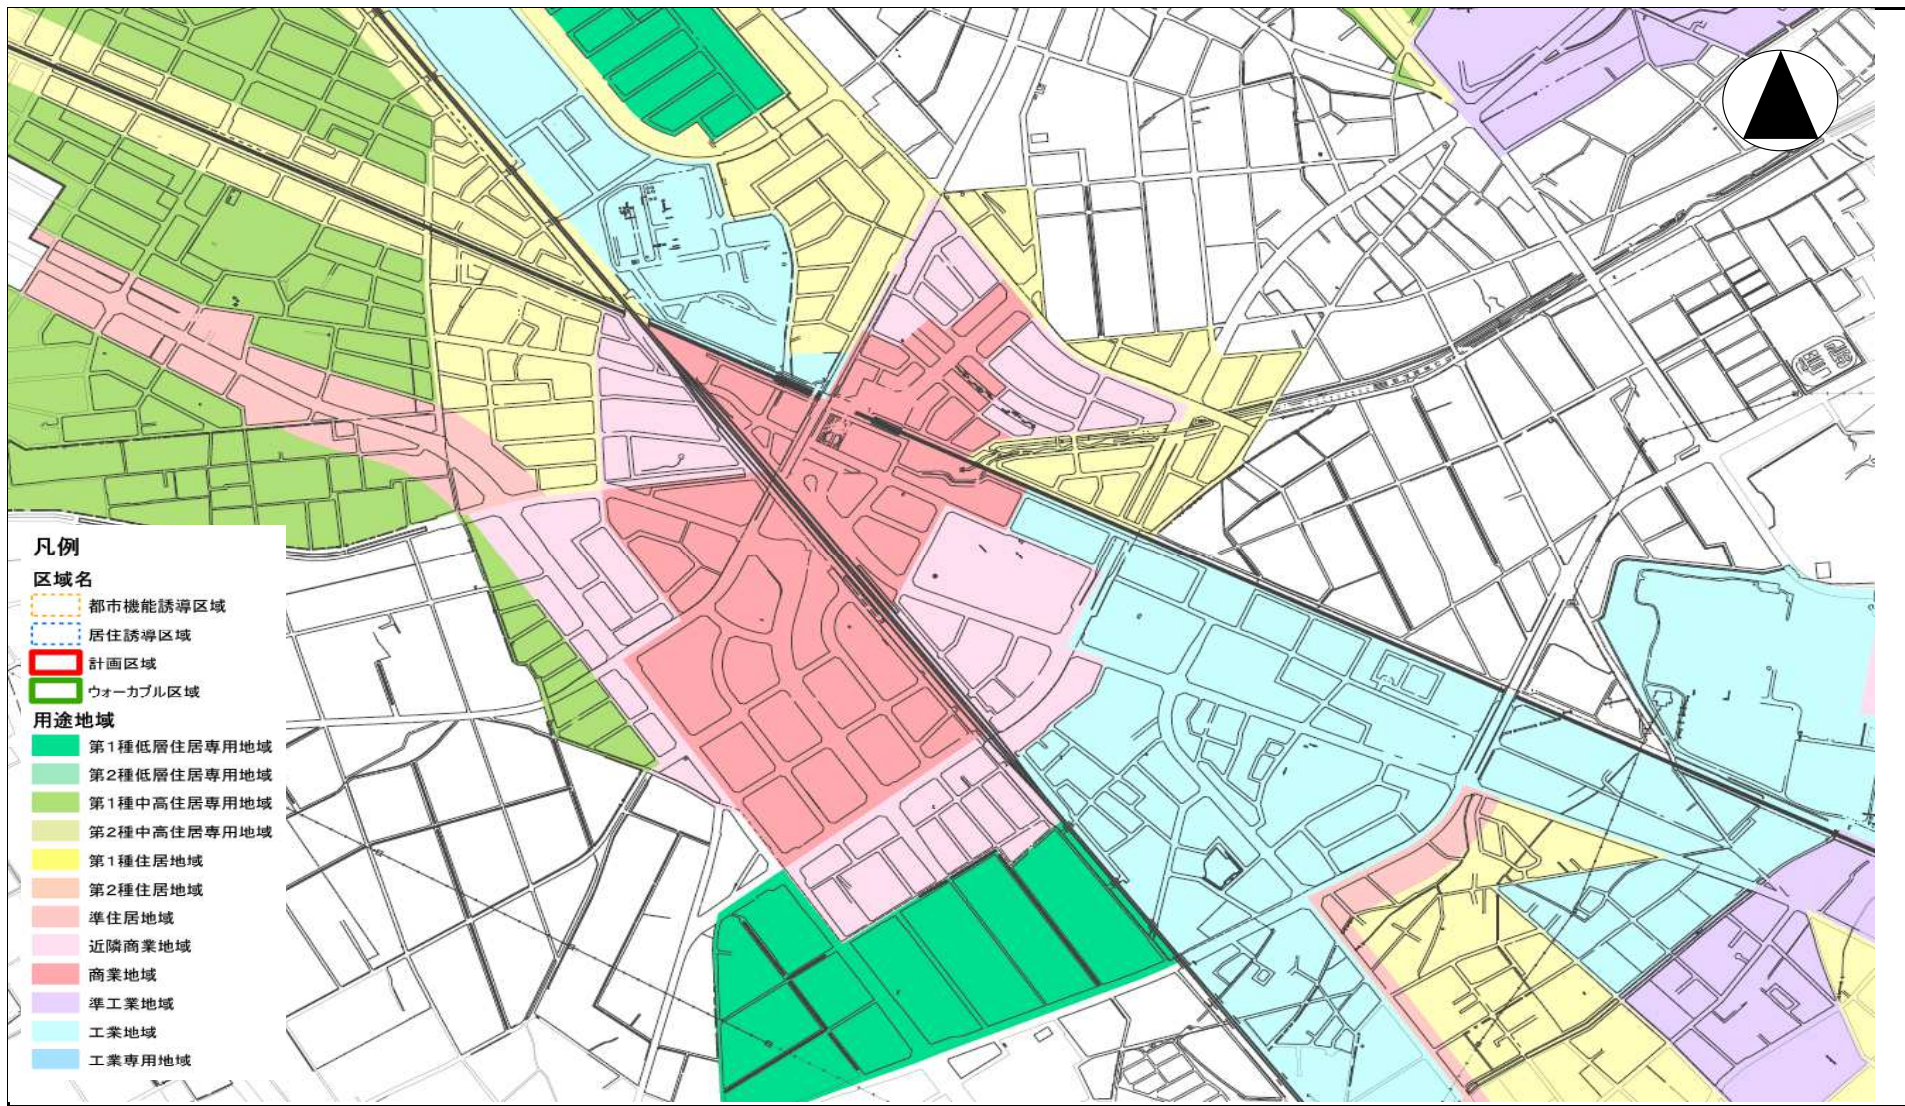 凡例
区域名
都市機能誘導区域
居住誘導区域
計画区域
ウォーカブル区域
用途地域
第1種低層住居専用地域
第2種低層住居専用地域
第1種中高住居専用地域
第2種中高住居専用地域
第1種住居地域
第2種住居地域
準住居地域
近隣商業地域
商業地域
準工業地域
工業地域
工業専用地域